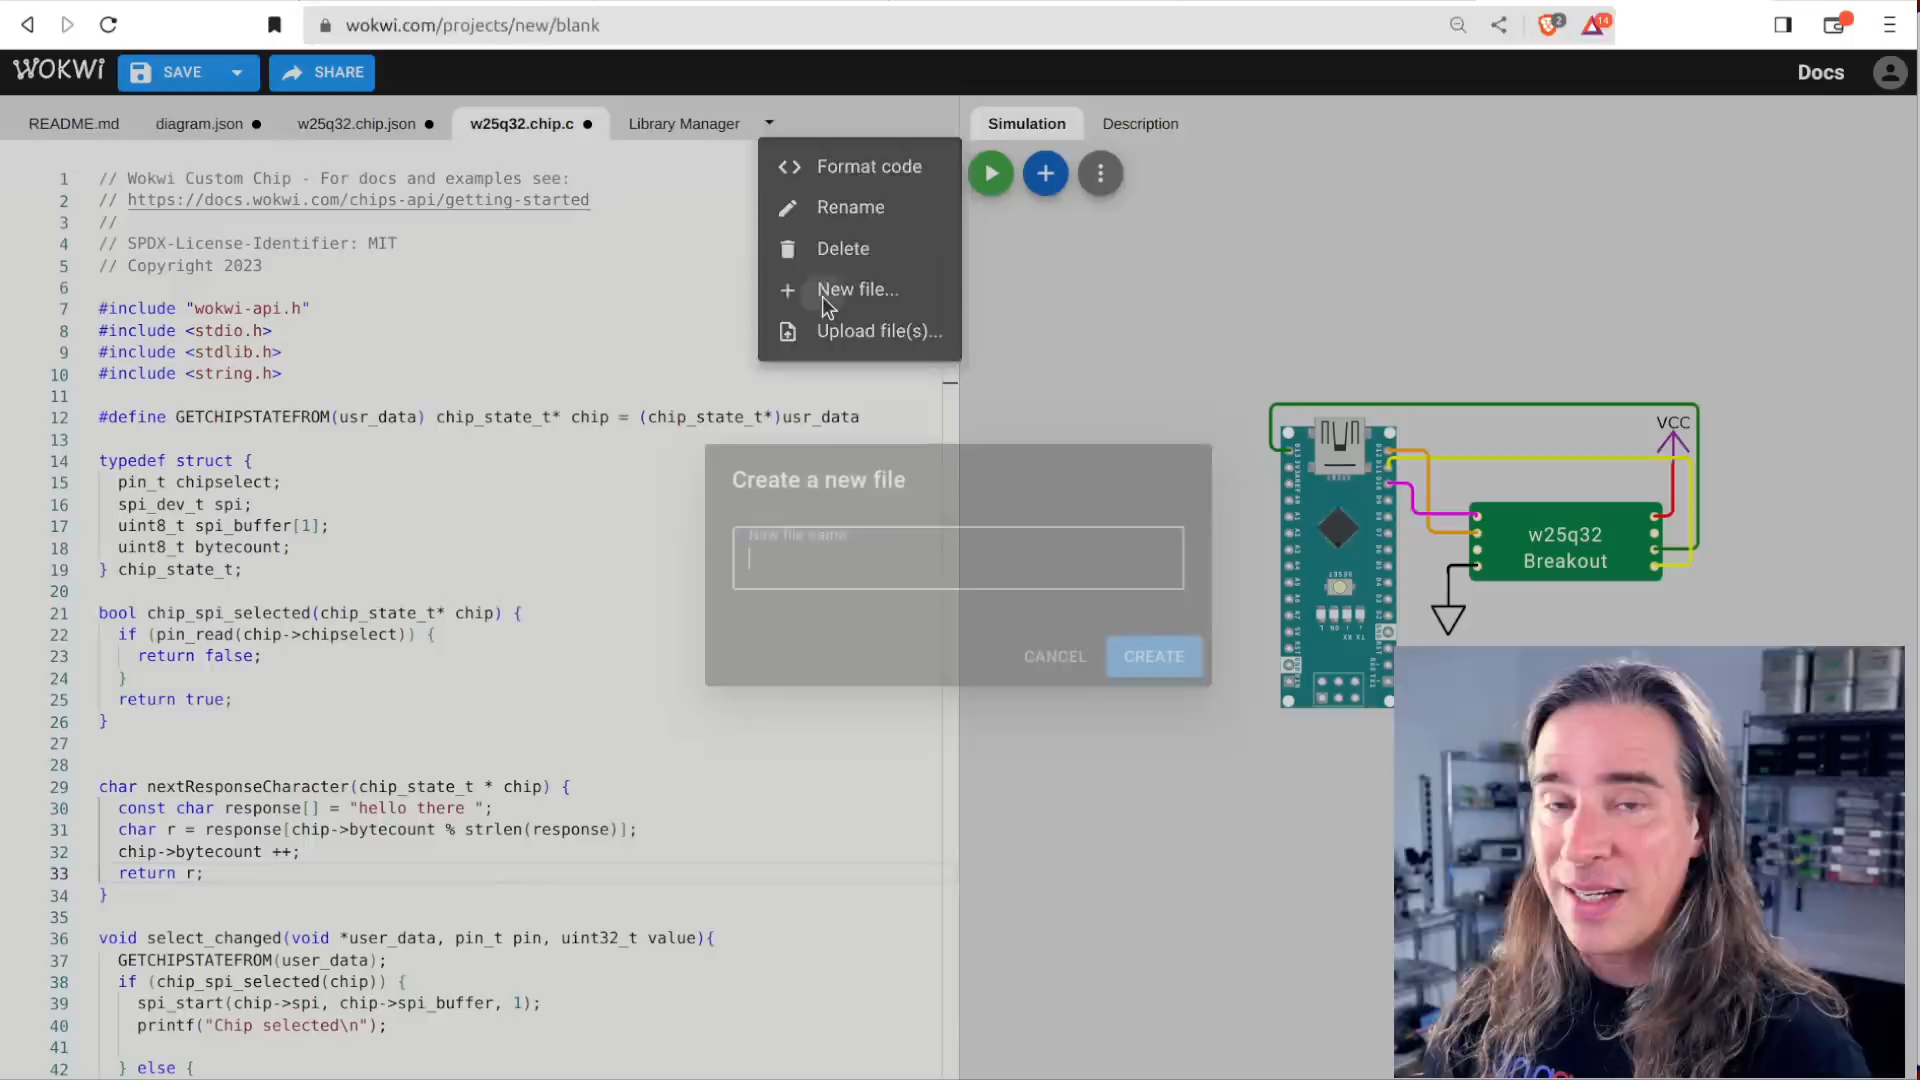 wokwi.com/projects/new/blank
2
14
WOKWi
SAVE
SHARE
Docs
README.md
diagram.json
w25q32.chip.json
w25q32.chip.c
Library Manager
Simulation
Description
Format code
Rename
Delete
New file...
Upload file(s)...
1 // Wokwi Custom Chip - For docs and examples see:
2 // https://docs.wokwi.com/chips-api/getting-started
3 //
4 // SPDX-License-Identifier: MIT
5 // Copyright 2023
6
7 #include "wokwi-api.h"
8 #include <stdio.h>
9 #include <stdlib.h>
10 #include <string.h>
11
12 #define GETCHIPSTATEFROM(usr_data) chip_state_t* chip = (chip_state_t*)usr_data
13
14 typedef struct {
15 pin_t chipselect;
16 spi_dev_t spi;
17 uint8_t spi_buffer[1];
18 uint8_t bytecount;
19 } chip_state_t;
20
21 bool chip_spi_selected(chip_state_t* chip) {
22 if (pin_read(chip->chipselect)) {
23 return false;
24 }
25 return true;
26 }
27
28
29 char nextResponseCharacter(chip_state_t * chip) {
30 const char response[] = "hello there ";
31 char r = response[chip->bytecount % strlen(response)];
32 chip->bytecount ++;
33 return r;
34 }
35
36 void select_changed(void *user_data, pin_t pin, uint32_t value){
37 GETCHIPSTATEFROM(user_data);
38 if (chip_spi_selected(chip)) {
39 spi_start(chip->spi, chip->spi_buffer, 1);
40 printf("Chip selected\n");
41
42 } else {
Create a new file
New file name
CANCEL
CREATE
VCC
w25q32
Breakout
RESET